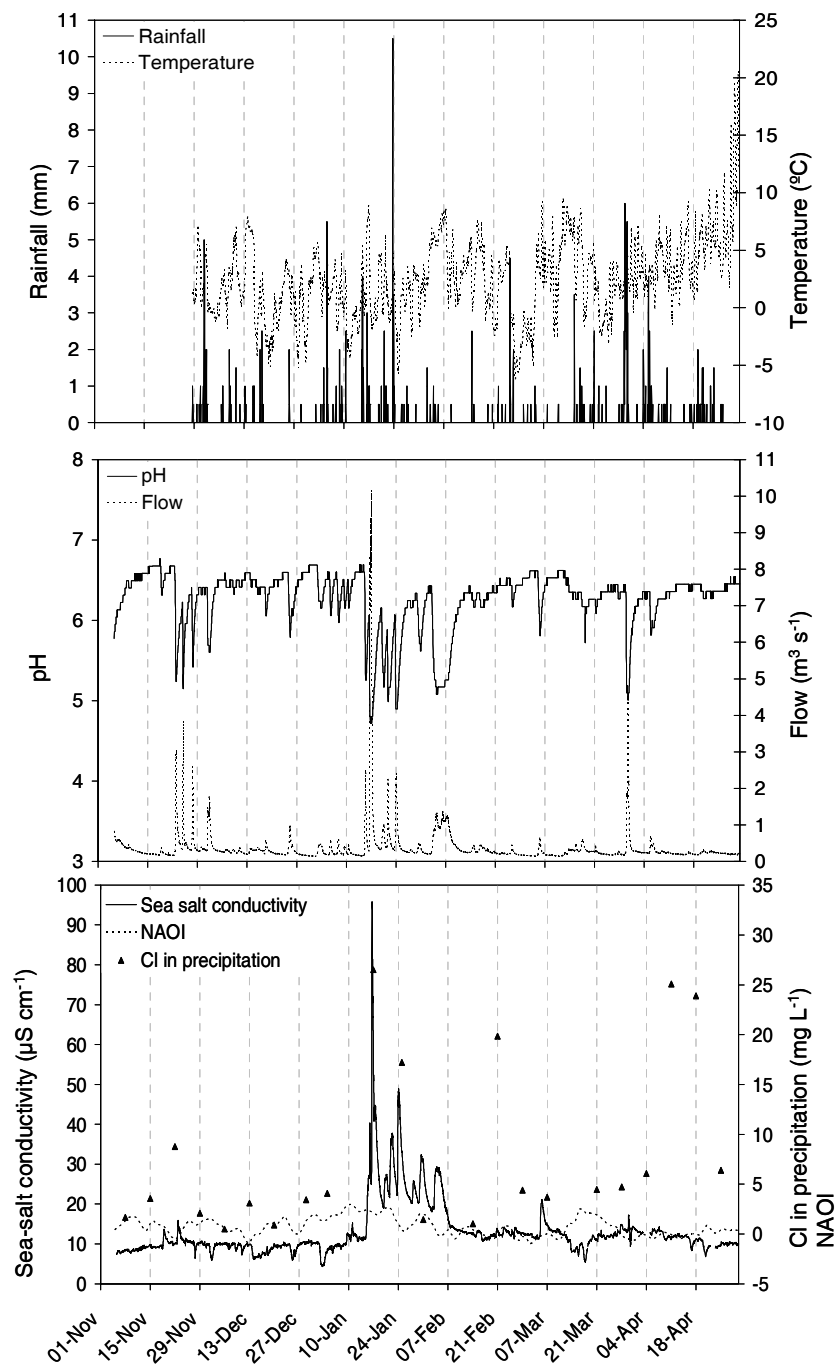 11
10
9
8
7
6
5
4
3
2
1
0
Rainfall (mm)
Rainfall
Temperature
25
20
15
10
5
0
-5
-10
Temperature (ºC)
8
7
6
5
4
3
pH
pH
Flow
11
10
9
8
7
6
5
4
3
2
1
0
Flow (m³ s⁻¹)
100
90
80
70
60
50
40
30
20
10
0
Sea-salt conductivity (µS cm⁻¹)
Sea salt conductivity
NAOI
Cl in precipitation
35
30
25
20
15
10
5
0
-5
Cl in precipitation (mg L⁻¹)
NAOI
01-Nov
15-Nov
29-Nov
13-Dec
27-Dec
10-Jan
24-Jan
07-Feb
21-Feb
07-Mar
21-Mar
04-Apr
18-Apr